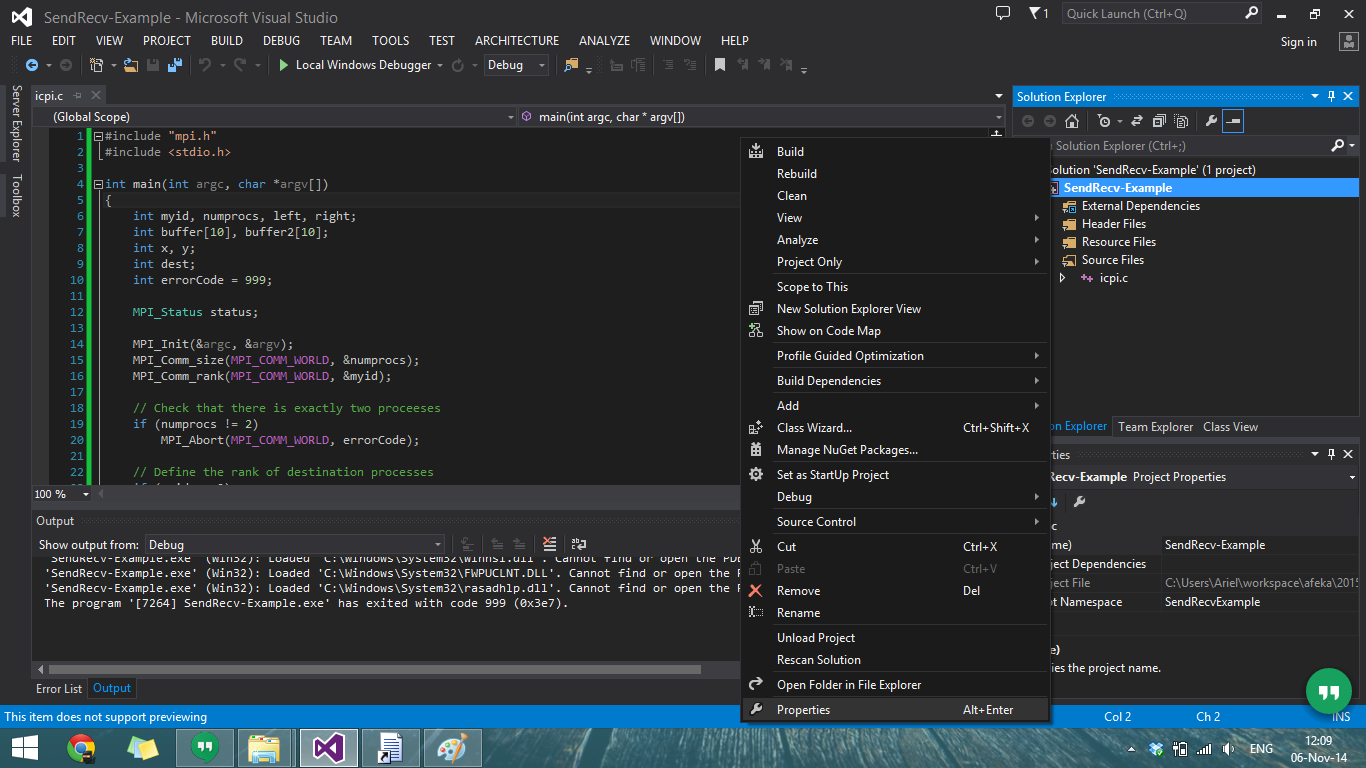 SendRecv-Example - Microsoft Visual Studio
1
Quick Launch (Ctrl+Q)
FILE EDIT VIEW PROJECT BUILD DEBUG TEAM TOOLS TEST ARCHITECTURE ANALYZE WINDOW HELP
Sign in
Local Windows Debugger
Debug
Server Explorer
Toolbox
icpi.c
(Global Scope)
main(int argc, char * argv[])
1 #include "mpi.h"
2 #include <stdio.h>
3
4 int main(int argc, char *argv[])
5 {
6 int myid, numprocs, left, right;
7 int buffer[10], buffer2[10];
8 int x, y;
9 int dest;
10 int errorCode = 999;
11
12 MPI_Status status;
13
14 MPI_Init(&argc, &argv);
15 MPI_Comm_size(MPI_COMM_WORLD, &numprocs);
16 MPI_Comm_rank(MPI_COMM_WORLD, &myid);
17
18 // Check that there is exactly two proceeses
19 if (numprocs != 2)
20 MPI_Abort(MPI_COMM_WORLD, errorCode);
21
22 // Define the rank of destination processes
100 %
Output
Show output from: Debug
'SendRecv-Example.exe' (Win32): Loaded 'C:\Windows\System32\winnsi.dll'. Cannot find or open the PDB
'SendRecv-Example.exe' (Win32): Loaded 'C:\Windows\System32\FWPUCLNT.DLL'. Cannot find or open the P
'SendRecv-Example.exe' (Win32): Loaded 'C:\Windows\System32\rasadhlp.dll'. Cannot find or open the P
The program '[7264] SendRecv-Example.exe' has exited with code 999 (0x3e7).
Error List Output
Build
Rebuild
Clean
View
Analyze
Project Only
Scope to This
New Solution Explorer View
Show on Code Map
Profile Guided Optimization
Build Dependencies
Add
Class Wizard... Ctrl+Shift+X
Manage NuGet Packages...
Set as StartUp Project
Debug
Source Control
Cut Ctrl+X
Paste Ctrl+V
Remove Del
Rename
Unload Project
Rescan Solution
Open Folder in File Explorer
Properties Alt+Enter
Solution Explorer
Solution Explorer (Ctrl+;)
olution 'SendRecv-Example' (1 project)
SendRecv-Example
External Dependencies
Header Files
Resource Files
Source Files
icpi.c
on Explorer Team Explorer Class View
rties
Recv-Example Project Properties
c
me) SendRecv-Example
ject Dependencies
ject File C:\Users\Ariel\workspace\afeka\2015
t Namespace SendRecvExample
e)
ies the project name.
This item does not support previewing
Col 2 Ch 2 INS
ENG
12:09
06-Nov-14